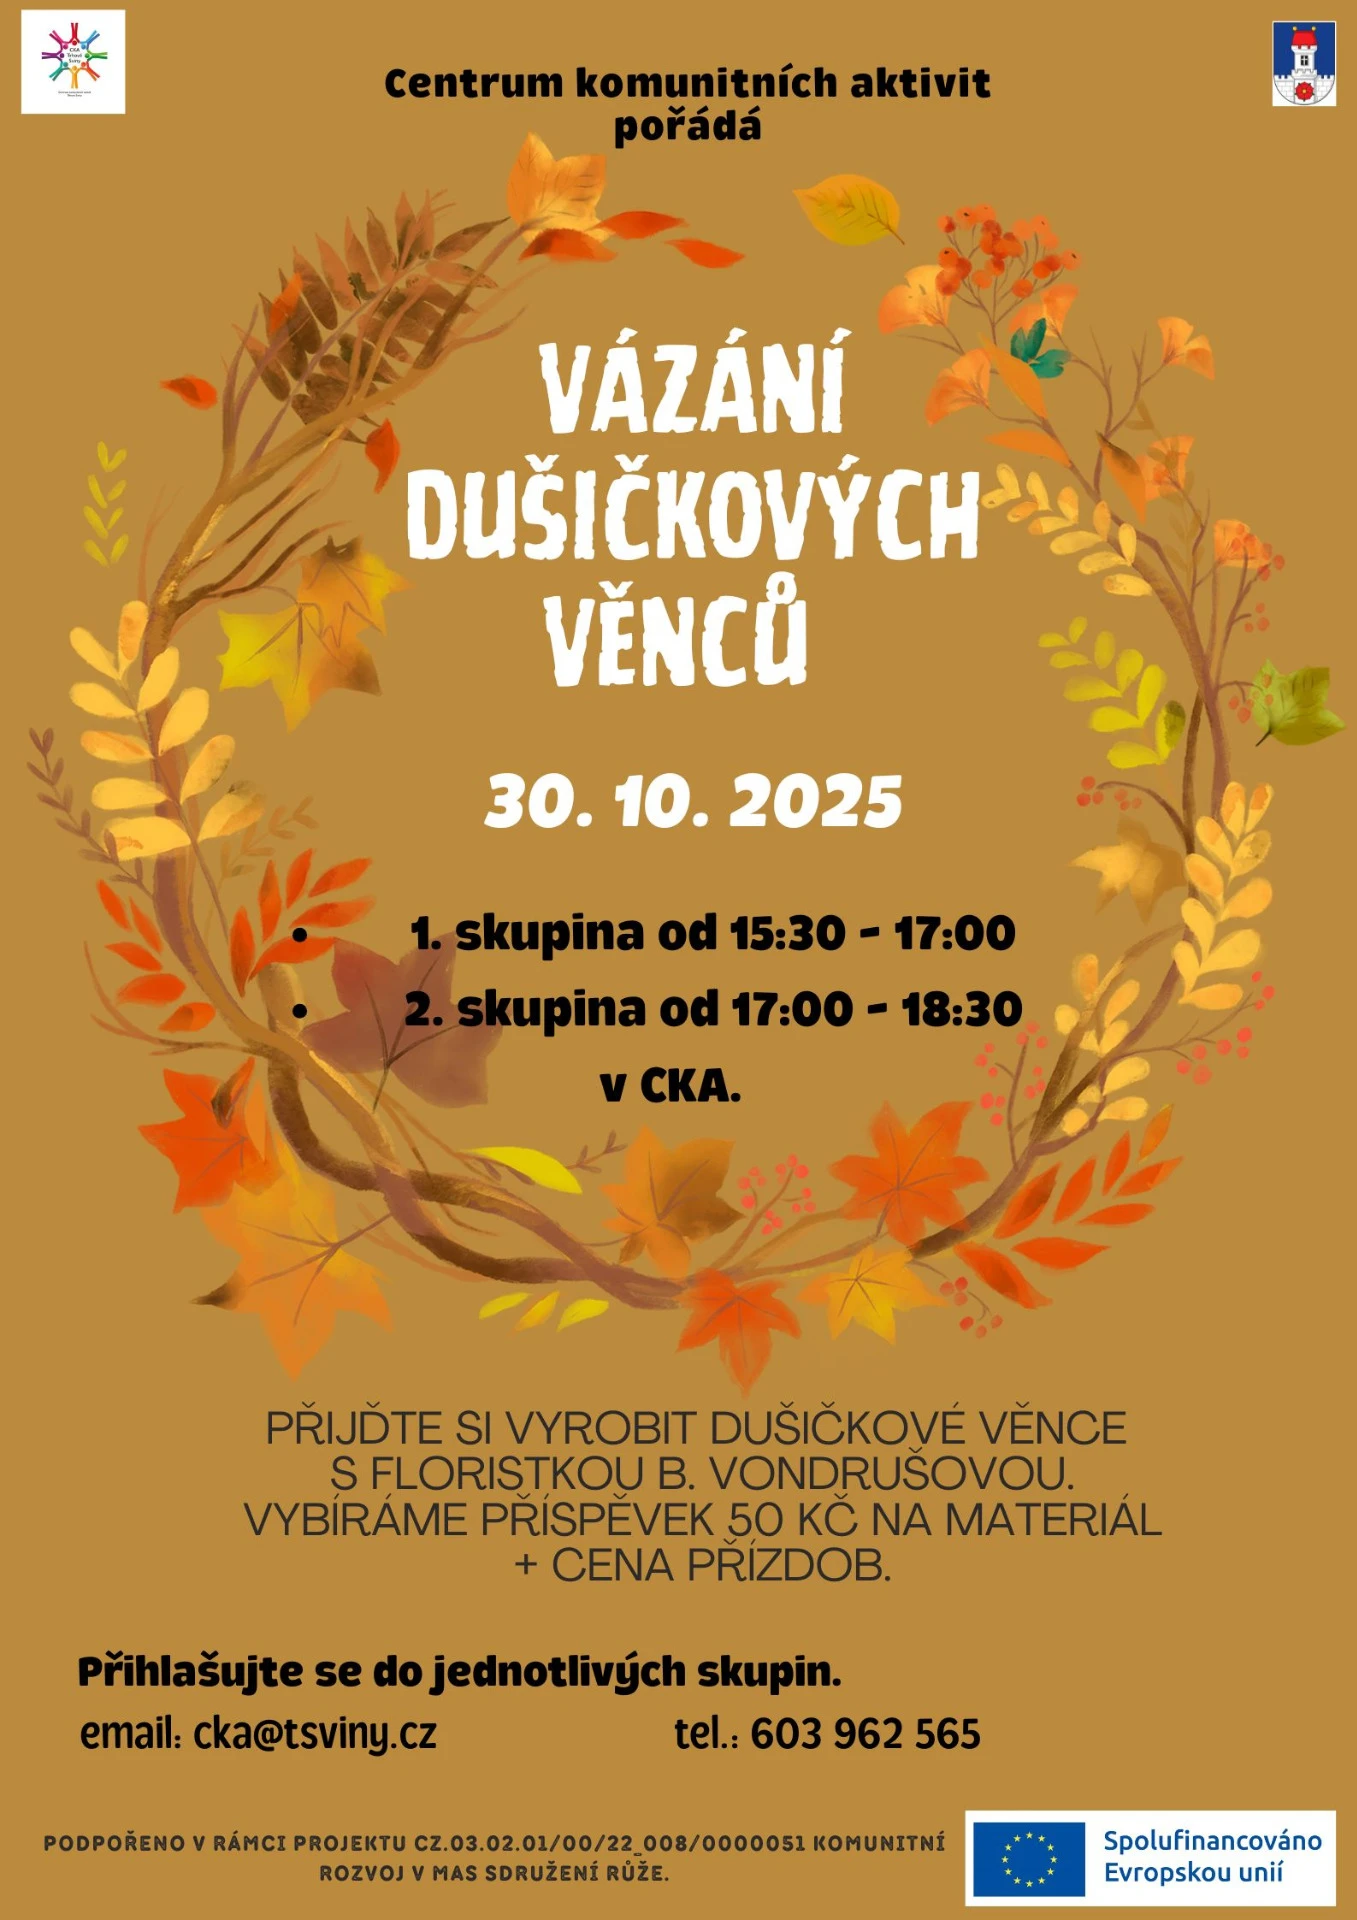 CKA
Trhové
Sviny
Centrum komunitních aktivit
pořádá
VÁZÁNÍ
DUŠIČKOVÝCH
VĚNCŮ
30. 10. 2025
• 1. skupina od 15:30 - 17:00
• 2. skupina od 17:00 - 18:30
v CKA.
PŘIJĎTE SI VYROBIT DUŠIČKOVÉ VĚNCE
S FLORISTKOU B. VONDRUŠOVOU.
VYBÍRÁME PŘÍSPĚVEK 50 KČ NA MATERIÁL
+ CENA PŘÍZDOB.
Přihlašujte se do jednotlivých skupin.
email: cka@tsviny.cz tel.: 603 962 565
PODPOŘENO V RÁMCI PROJEKTU CZ.03.02.01/00/22_008/0000051 KOMUNITNÍ
ROZVOJ V MAS SDRUŽENÍ RŮŽE.
Spolufinancováno
Evropskou unií